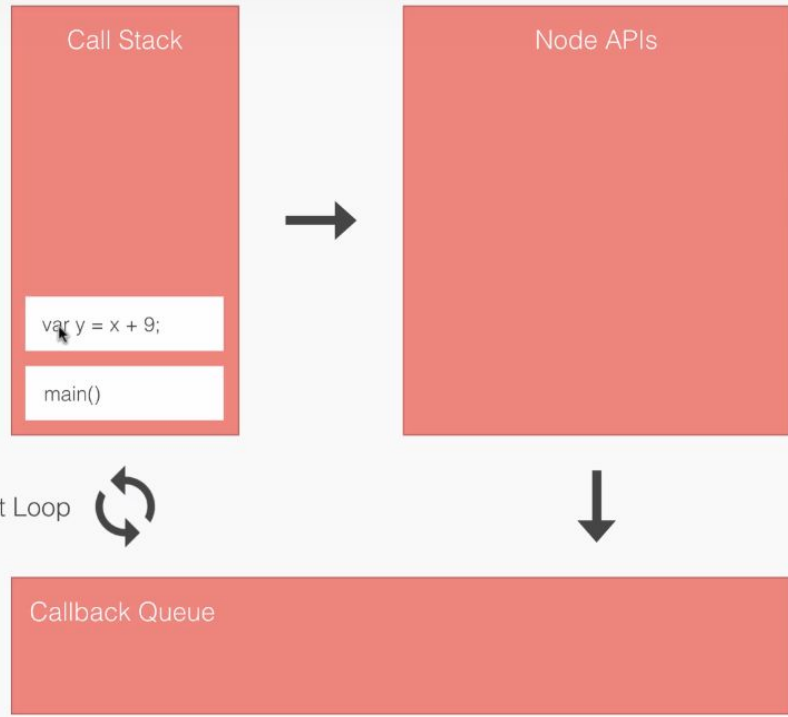 Call Stack
Node APIs
var y = x + 9;
main()
t Loop
Callback Queue